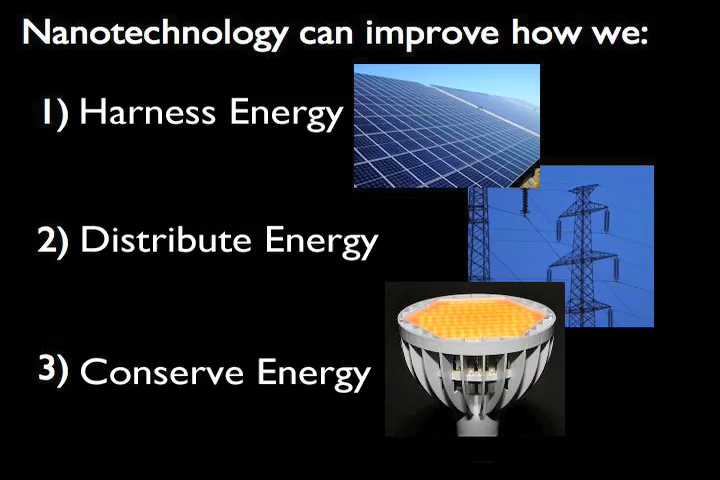 Nanotechnology can improve how we:
1) Harness Energy
2) Distribute Energy
3) Conserve Energy